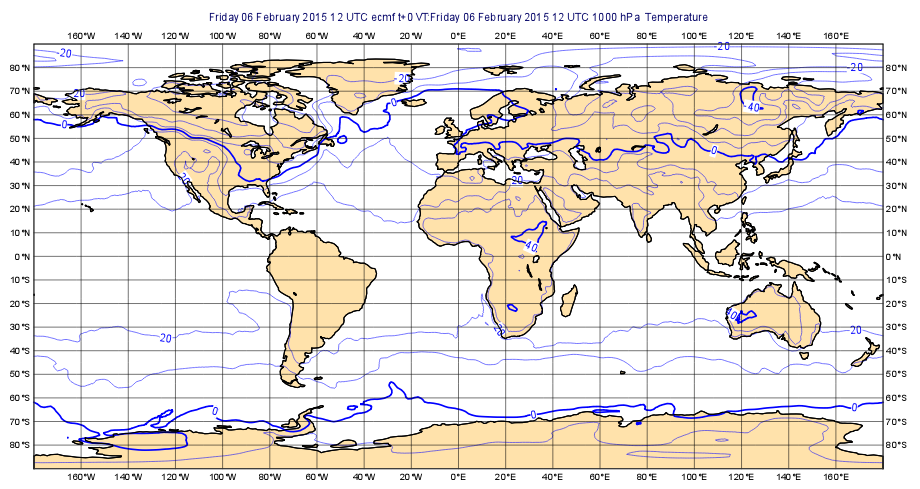 Friday 06 February 2015 12 UTC ecmf t+0 VT:Friday 06 February 2015 12 UTC 1000 hPa Temperature
160°W 140°W 120°W 100°W 80°W 60°W 40°W 20°W 0°E 20°E 40°E 60°E 80°E 100°E 120°E 140°E 160°E
-20 -20
80°N -20 -20 80°N
70°N -20 0 -40 70°N
60°N 0 60°N
50°N 0 50°N
40°N 40°N
30°N 20 20 30°N
20°N 20°N
10°N 40 10°N
0°N 0°N
10°S 10°S
20°S 20°S
30°S 20 20 40 20 30°S
40°S 40°S
50°S 50°S
60°S 0 0 0 60°S
70°S 70°S
80°S 80°S
160°W 140°W 120°W 100°W 80°W 60°W 40°W 20°W 0°E 20°E 40°E 60°E 80°E 100°E 120°E 140°E 160°E